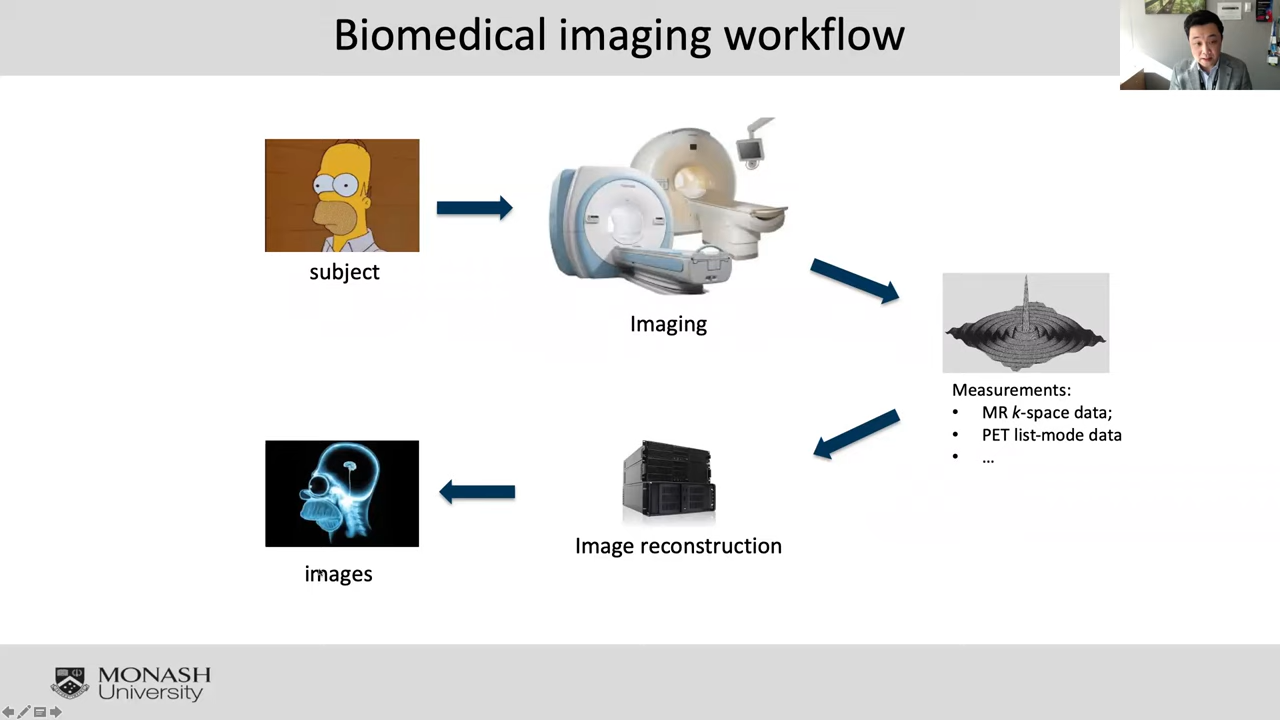 Biomedical imaging workflow
subject
Imaging
Measurements:
• MR k-space data;
• PET list-mode data
• ...
Image reconstruction
images
MONASH
University